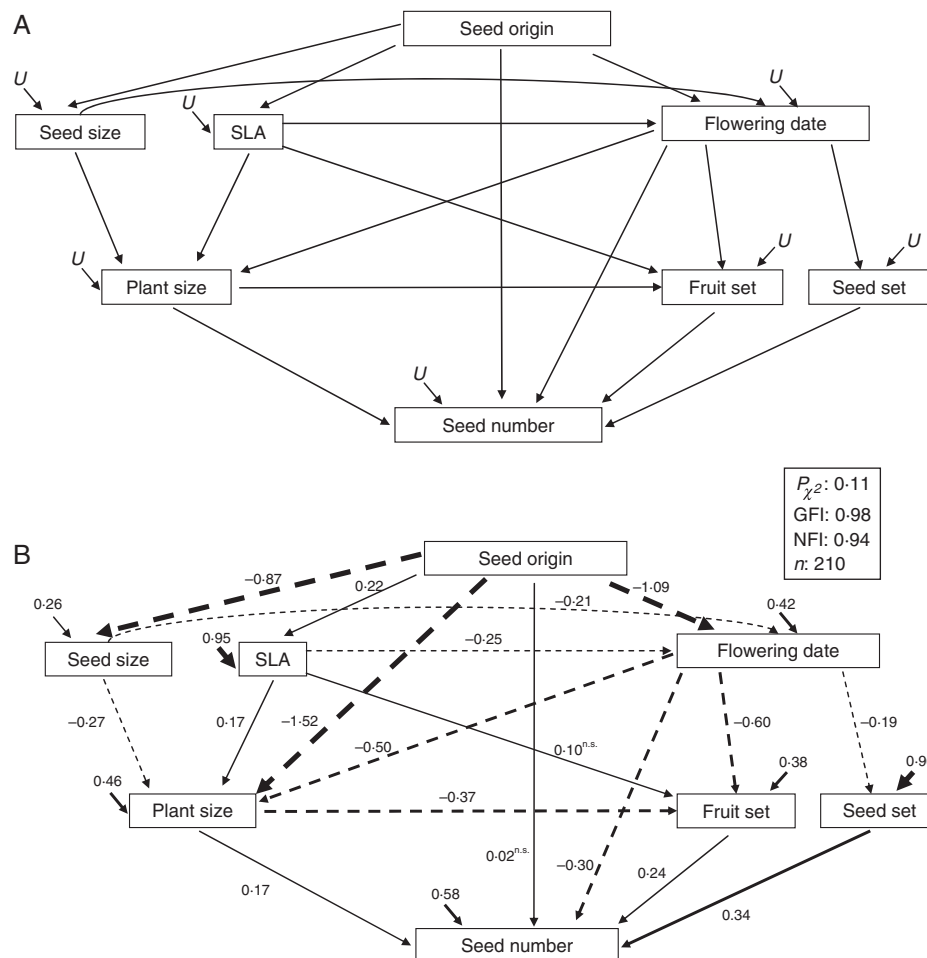 A
Seed origin
U
U
U
Seed size
SLA
Flowering date
U
U
U
Plant size
Fruit set
Seed set
U
Seed number
Pχ2: 0·11
GFI: 0·98
NFI: 0·94
n: 210
B
Seed origin
–0·87
0·22
–1·09
–0·21
0·26
0·95
0·42
Seed size
SLA
–0·25
Flowering date
–0·27
0·17
–1·52
–0·50
–0·60
–0·19
0·10n.s.
0·46
0·38
Plant size
–0·37
Fruit set
Seed set
0·02n.s.
–0·30
0·24
0·17
0·58
0.34
Seed number